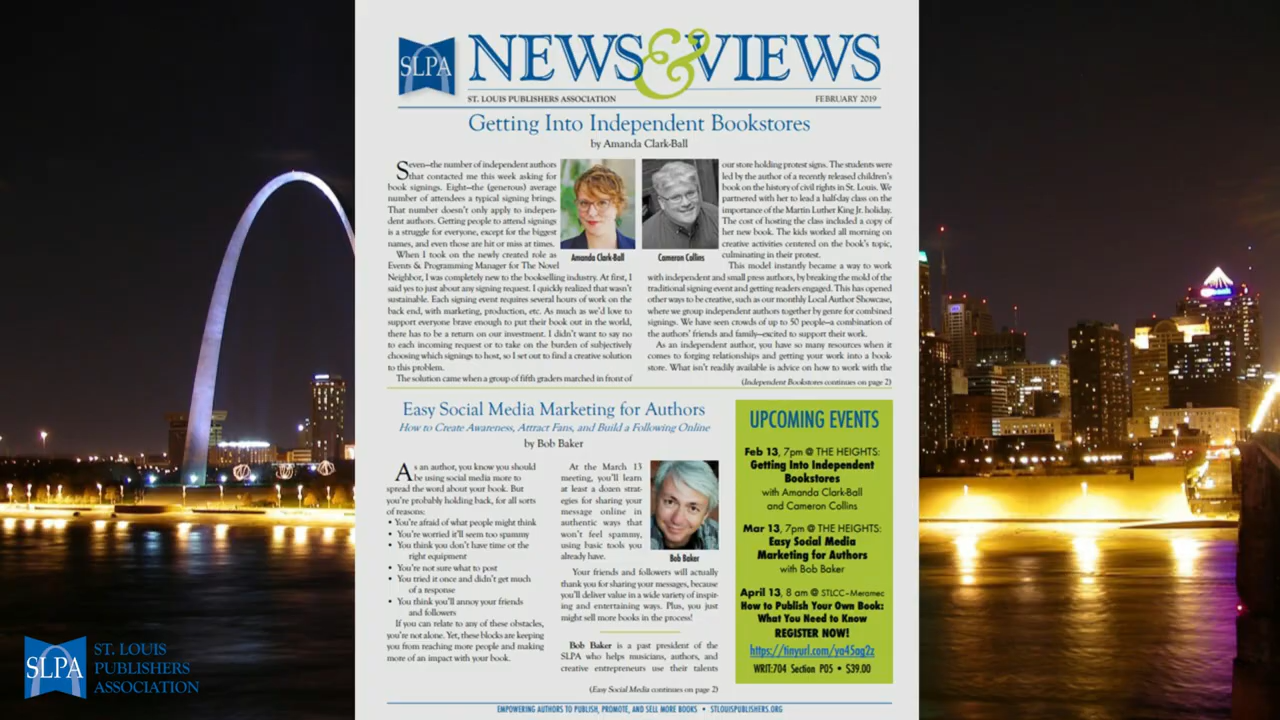 SLPA
NEWS & VIEWS
ST. LOUIS PUBLISHERS ASSOCIATION
FEBRUARY 2019
Getting Into Independent Bookstores
by Amanda Clark-Ball
Seven—the number of independent authors
that contacted me this week asking for
book signings. Eight—the (generous) average
number of attendees a typical signing brings.
That number doesn't only apply to indepen-
dent authors. Getting people to attend signings
is a struggle for everyone, except for the biggest
names, and even those are hit or miss at times.
When I took on the newly created role as
Events & Programming Manager for The Novel
Neighbor, I was completely new to the bookselling industry. At first, I
said yes to just about any signing request. I quickly realized that wasn't
sustainable. Each signing event requires several hours of work on the
back end, with marketing, production, etc. As much as we'd love to
support everyone brave enough to put their book out in the world,
there has to be a return on our investment. I didn't want to say no
to each incoming request or to take on the burden of subjectively
choosing which signings to host, so I set out to find a creative solution
to this problem.
The solution came when a group of fifth graders marched in front of
Amanda Clark-Ball
Cameron Collins
our store holding protest signs. The students were
led by the author of a recently released children's
book on the history of civil rights in St. Louis. We
partnered with her to lead a half-day class on the
importance of the Martin Luther King Jr. holiday.
The cost of hosting the class included a copy of
her new book. The kids worked all morning on
creative activities centered on the book's topic,
culminating in their protest.
This model instantly became a way to work
with independent and small press authors, by breaking the mold of the
traditional signing event and getting readers engaged. This has opened
other ways to be creative, such as our monthly Local Author Showcase,
where we group independent authors together by genre for combined
signings. We have seen crowds of up to 50 people—a combination of
the authors' friends and family—excited to support their work.
As an independent author, you have so many resources when it
comes to forging relationships and getting your work into a book-
store. What isn't readily available is advice on how to work with the
(Independent Bookstores continues on page 2)
Easy Social Media Marketing for Authors
How to Create Awareness, Attract Fans, and Build a Following Online
by Bob Baker
As an author, you know you should
be using social media more to
spread the word about your book. But
you're probably holding back, for all sorts
of reasons:
• You're afraid of what people might think
• You're worried it'll seem too spammy
• You think you don't have time or the
right equipment
• You're not sure what to post
• You tried it once and didn't get much
of a response
• You think you'll annoy your friends
and followers
If you can relate to any of these obstacles,
you're not alone. Yet, these blocks are keeping
you from reaching more people and making
more of an impact with your book.
At the March 13
meeting, you'll learn
at least a dozen strat-
egies for sharing your
message online in
authentic ways that
won't feel spammy,
using basic tools you
already have.
Bob Baker
Your friends and followers will actually
thank you for sharing your messages, because
you'll deliver value in a wide variety of inspir-
ing and entertaining ways. Plus, you just
might sell more books in the process!
Bob Baker is a past president of the
SLPA who helps musicians, authors, and
creative entrepreneurs use their talents
(Easy Social Media continues on page 2)
UPCOMING EVENTS
Feb 13, 7pm @ THE HEIGHTS:
Getting Into Independent
Bookstores
with Amanda Clark-Ball
and Cameron Collins
Mar 13, 7pm @ THE HEIGHTS:
Easy Social Media
Marketing for Authors
with Bob Baker
April 13, 8 am @ STLCC–Meramec
How to Publish Your Own Book:
What You Need to Know
REGISTER NOW!
https://tinyurl.com/ya45ag2z
WRIT:704 Section P05 • $39.00
EMPOWERING AUTHORS TO PUBLISH, PROMOTE, AND SELL MORE BOOKS • STLOUISPUBLISHERS.ORG
SLPA
ST. LOUIS
PUBLISHERS
ASSOCIATION